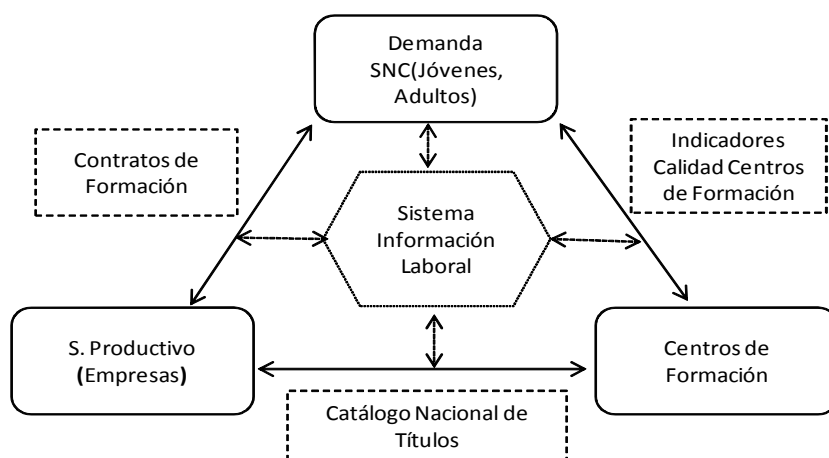 Demanda
SNC(Jóvenes,
Adultos)
Contratos de
Formación
Indicadores
Calidad Centros
de Formación
Sistema
Información
Laboral
S. Productivo
(Empresas)
Centros de
Formación
Catálogo Nacional de
Títulos